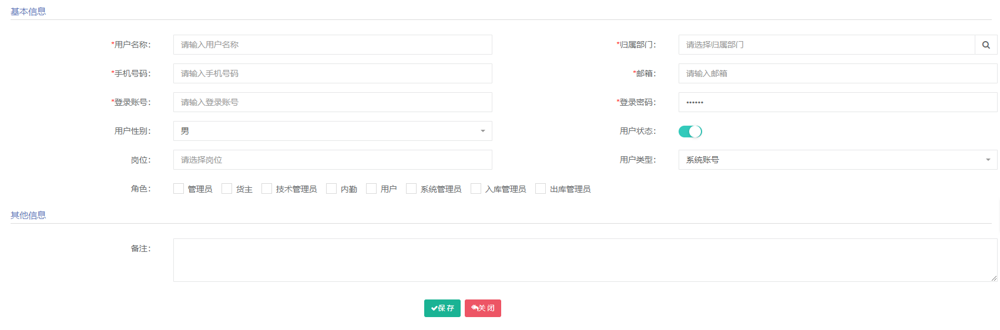 基本信息
*用户名称： 请输入用户名称 *归属部门： 请选择归属部门
*手机号码： 请输入手机号码 *邮箱： 请输入邮箱
*登录账号： 请输入登录账号 *登录密码： ••••••
用户性别： 男 用户状态：
岗位： 请选择岗位 用户类型： 系统账号
角色： 管理员 货主 技术管理员 内勤 用户 系统管理员 入库管理员 出库管理员
其他信息
备注：
保存 关闭